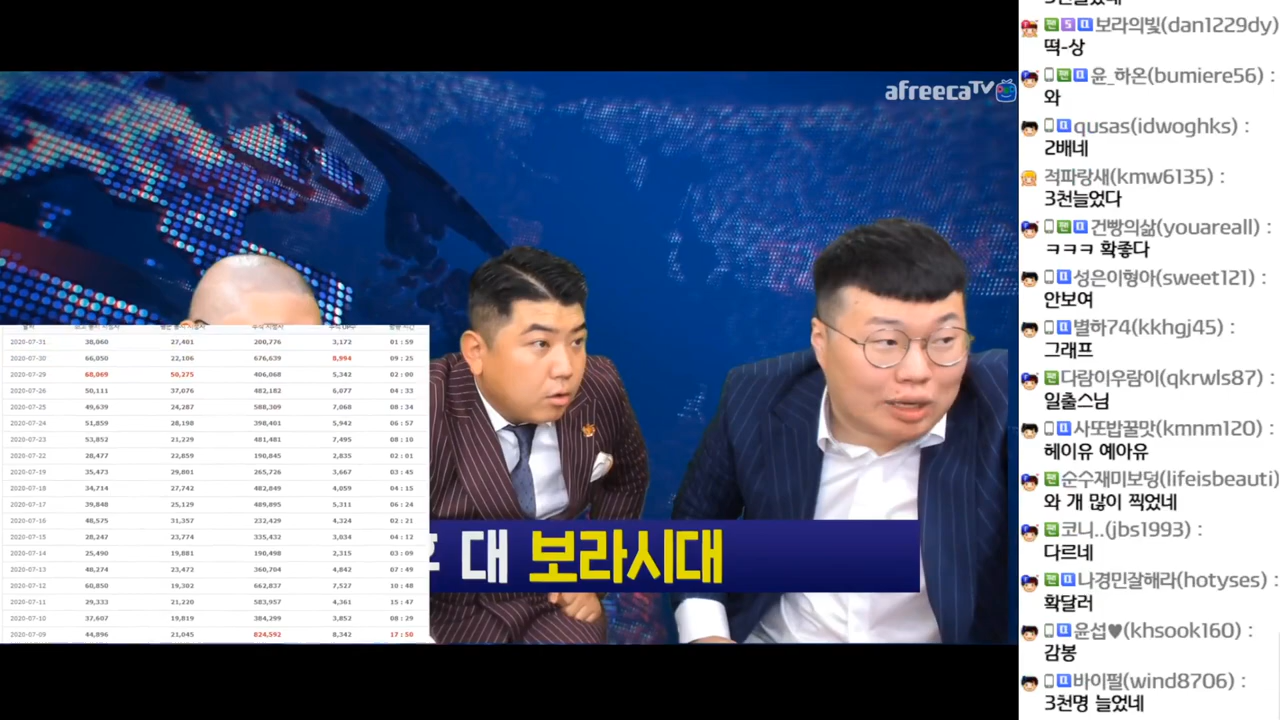 afreecaTV
2020-07-31 38,060 27,401 200,776 3,172 01 : 59
2020-07-30 66,050 22,106 676,639 8,994 09 : 25
2020-07-29 68,069 50,275 406,068 5,342 02 : 00
2020-07-26 50,111 37,076 482,182 6,077 04 : 33
2020-07-25 49,639 24,287 588,309 7,068 08 : 34
2020-07-24 51,859 28,198 398,401 5,942 06 : 57
2020-07-23 53,852 21,229 481,481 7,495 08 : 10
2020-07-22 28,477 22,859 190,845 2,835 02 : 01
2020-07-19 35,473 29,801 265,726 3,667 03 : 45
2020-07-18 34,714 27,742 482,849 4,059 04 : 15
2020-07-17 39,848 25,129 489,895 5,311 06 : 24
2020-07-16 48,575 31,357 232,429 4,324 02 : 21
2020-07-15 28,247 23,774 335,432 3,834 04 : 12
2020-07-14 25,490 19,881 190,498 2,315 03 : 09
2020-07-13 48,274 23,472 360,704 4,842 07 : 49
2020-07-12 60,850 19,302 662,837 7,527 10 : 48
2020-07-11 29,333 21,220 583,957 4,361 15 : 47
2020-07-10 37,607 19,819 384,299 3,852 08 : 29
2020-07-09 44,896 21,045 824,592 8,342 17 : 50
대 보라시대
팬 S 보라의빛(dan1229dy)
떡-상
팬 윤_하온(bumiere56) :
와
qusas(idwoghks) :
2배네
적파랑새(kmw6135) :
3천늘었다
팬 건빵의삶(youareall) :
ㅋㅋㅋ 확좋다
성은이형아(sweet121) :
안보여
별하74(kkhgj45) :
그래프
팬 다람이우람이(qkrwls87) :
일출스님
사또밥꿀맛(kmnm120) :
헤이유 예아유
팬 순수재미보덩(lifeisbeauti)
와 개 많이 찍었네
팬 코니..(jbs1993) :
다르네
팬 나경민잘해라(hotyses) :
확달러
윤섭♥(khsook160) :
감봉
바이펄(wind8706) :
3천명 늘었네